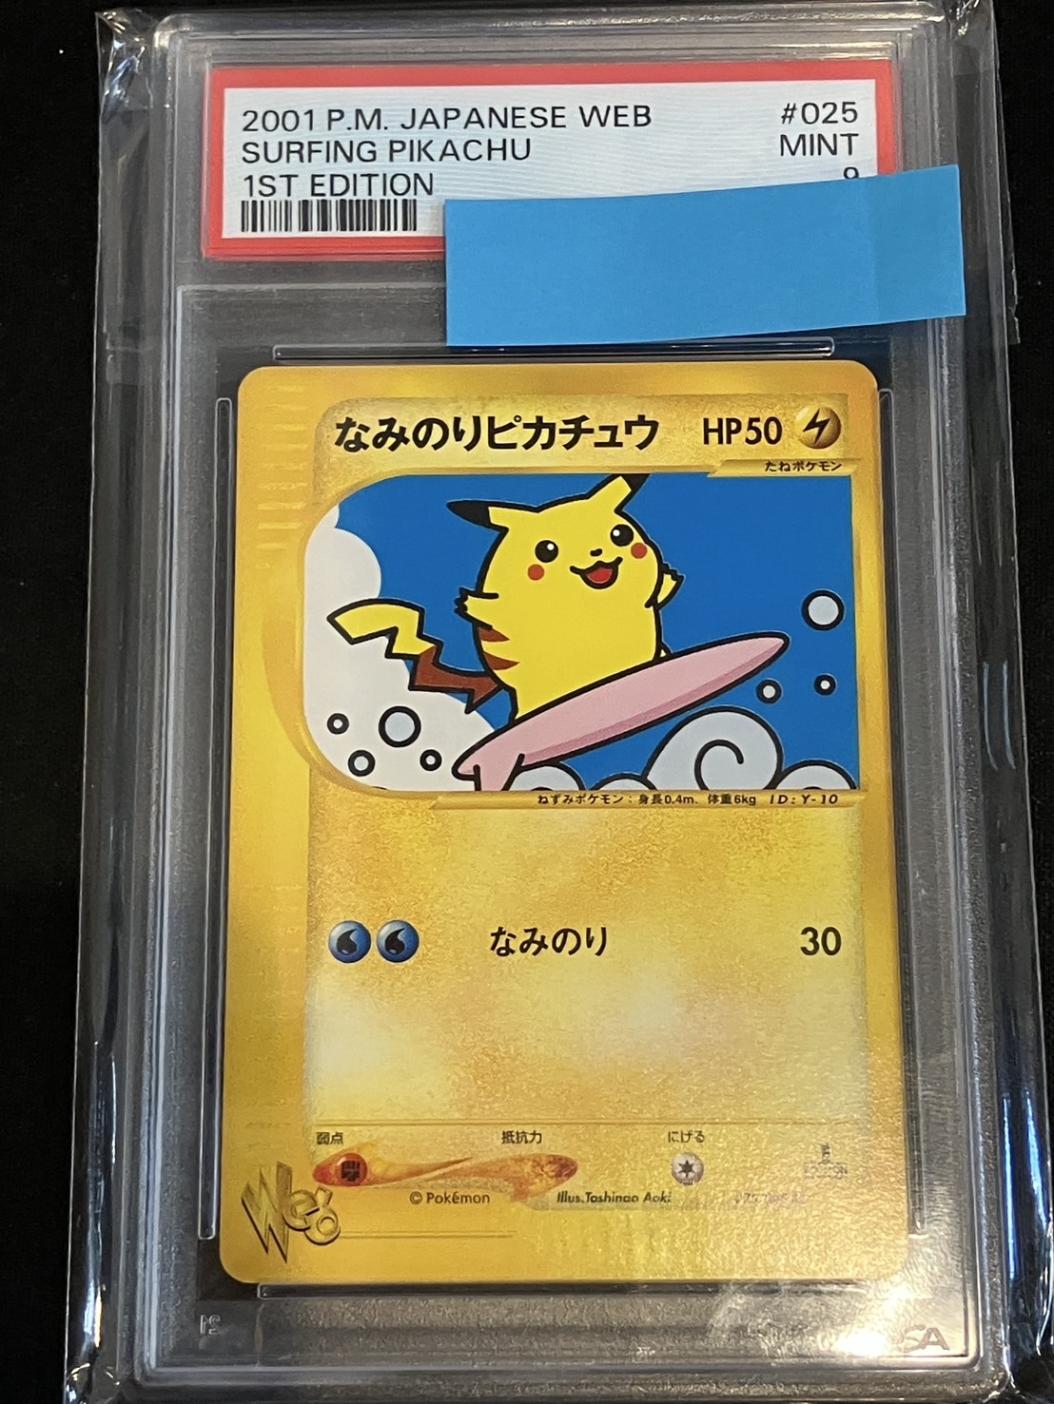 2001 P.M. JAPANESE WEB #025
SURFING PIKACHU MINT
1ST EDITION 9
なみのりピカチュウ HP50
たねポケモン
ねずみポケモン：身長0.4m、体重6kg ID:Y-10
なみのり 30
弱点 抵抗力 にげる
Web
© Pokémon Illus.Toshinao Aoki